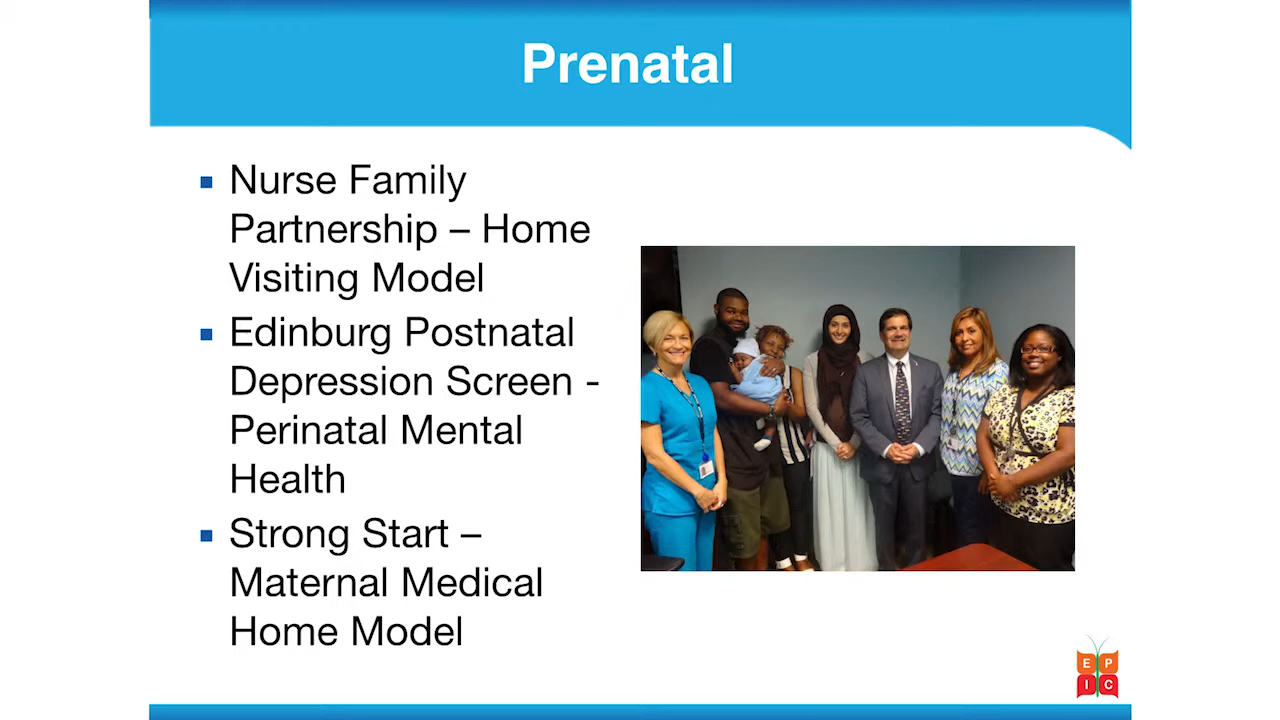 Prenatal
Nurse Family
Partnership – Home
Visiting Model
Edinburg Postnatal
Depression Screen -
Perinatal Mental
Health
Strong Start –
Maternal Medical
Home Model
E P
I C